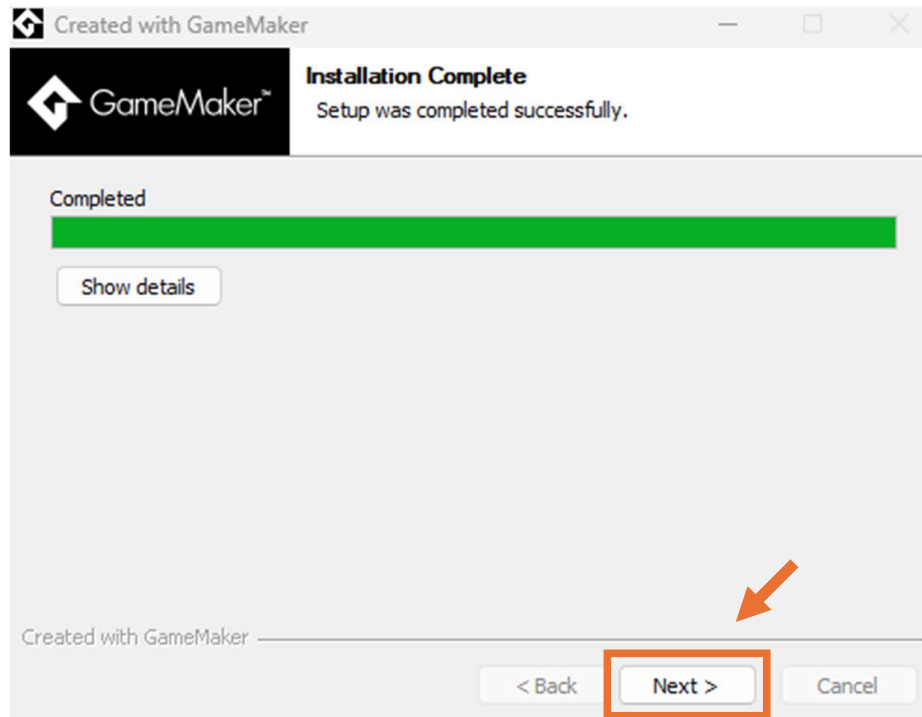 Created with GameMaker
GameMaker™
Installation Complete
Setup was completed successfully.
Completed
Show details
Created with GameMaker
< Back
Next >
Cancel